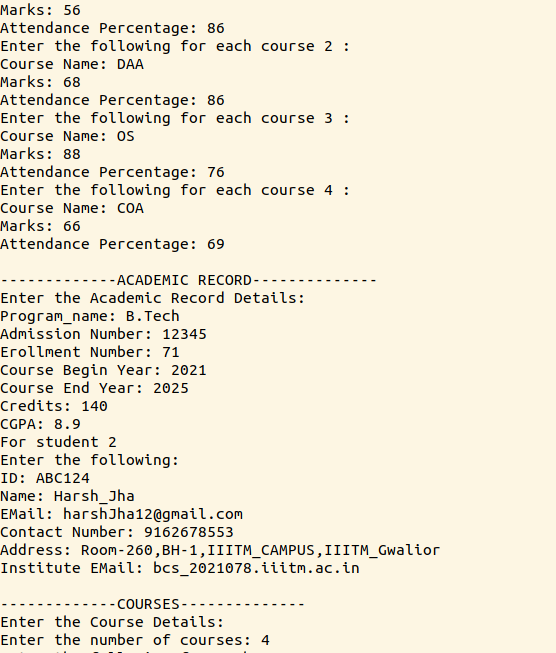 Marks: 56
Attendance Percentage: 86
Enter the following for each course 2 :
Course Name: DAA
Marks: 68
Attendance Percentage: 86
Enter the following for each course 3 :
Course Name: OS
Marks: 88
Attendance Percentage: 76
Enter the following for each course 4 :
Course Name: COA
Marks: 66
Attendance Percentage: 69
-------------ACADEMIC RECORD--------------
Enter the Academic Record Details:
Program_name: B.Tech
Admission Number: 12345
Erollment Number: 71
Course Begin Year: 2021
Course End Year: 2025
Credits: 140
CGPA: 8.9
For student 2
Enter the following:
ID: ABC124
Name: Harsh_Jha
EMail: harshJha12@gmail.com
Contact Number: 9162678553
Address: Room-260,BH-1,IIITM_CAMPUS,IIITM_Gwalior
Institute EMail: bcs_2021078.iiitm.ac.in
-------------COURSES--------------
Enter the Course Details:
Enter the number of courses: 4